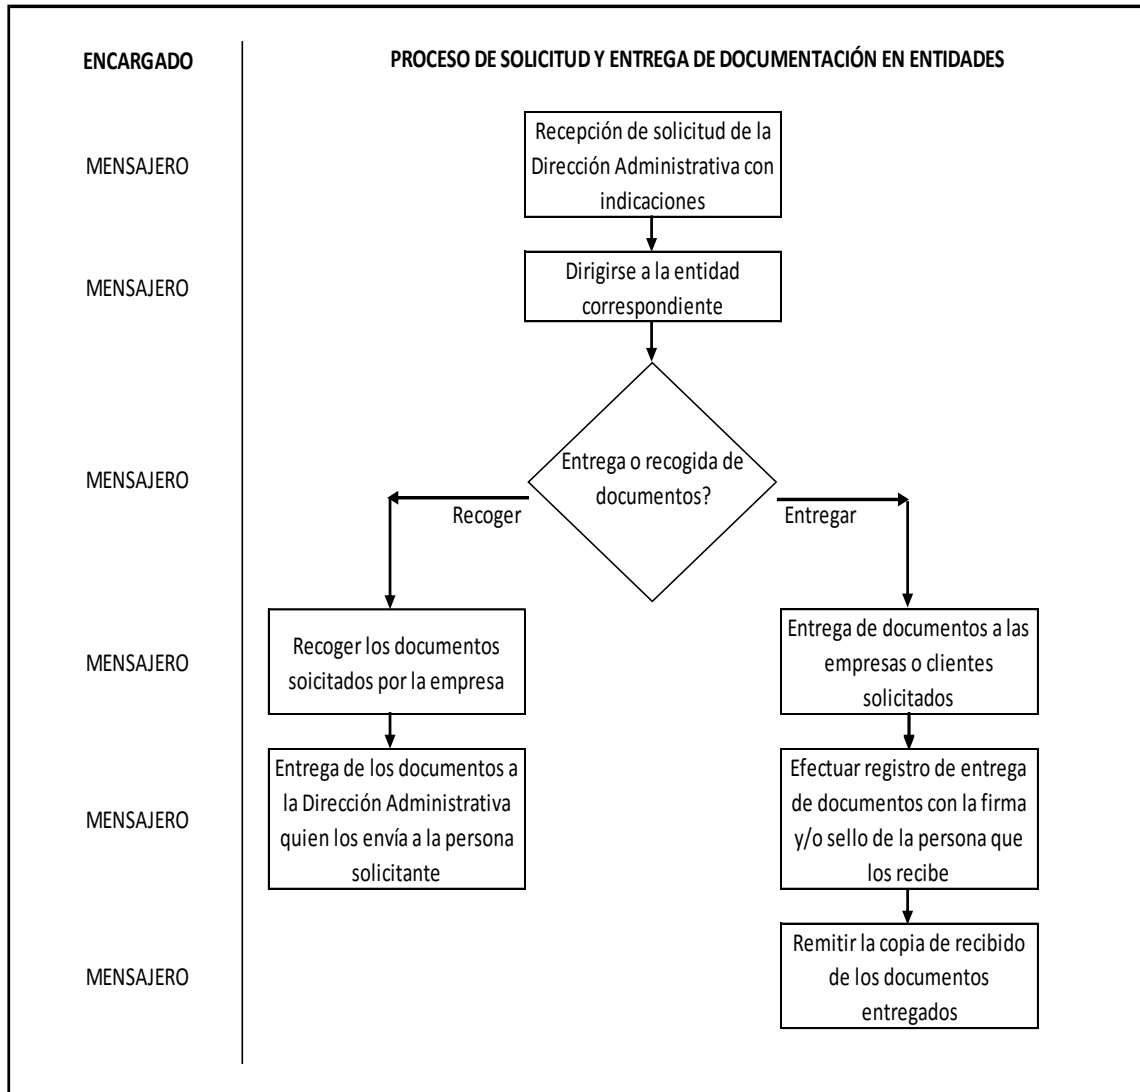 ENCARGADO
PROCESO DE SOLICITUD Y ENTREGA DE DOCUMENTACIÓN EN ENTIDADES
MENSAJERO
Recepción de solicitud de la
Dirección Administrativa con
indicaciones
MENSAJERO
Dirigirse a la entidad
correspondiente
MENSAJERO
Entrega o recogida de
documentos?
Recoger
Entregar
MENSAJERO
Recoger los documentos
soicitados por la empresa
Entrega de documentos a las
empresas o clientes
solicitados
MENSAJERO
Entrega de los documentos a
la Dirección Administrativa
quien los envía a la persona
solicitante
Efectuar registro de entrega
de documentos con la firma
y/o sello de la persona que
los recibe
MENSAJERO
Remitir la copia de recibido
de los documentos
entregados